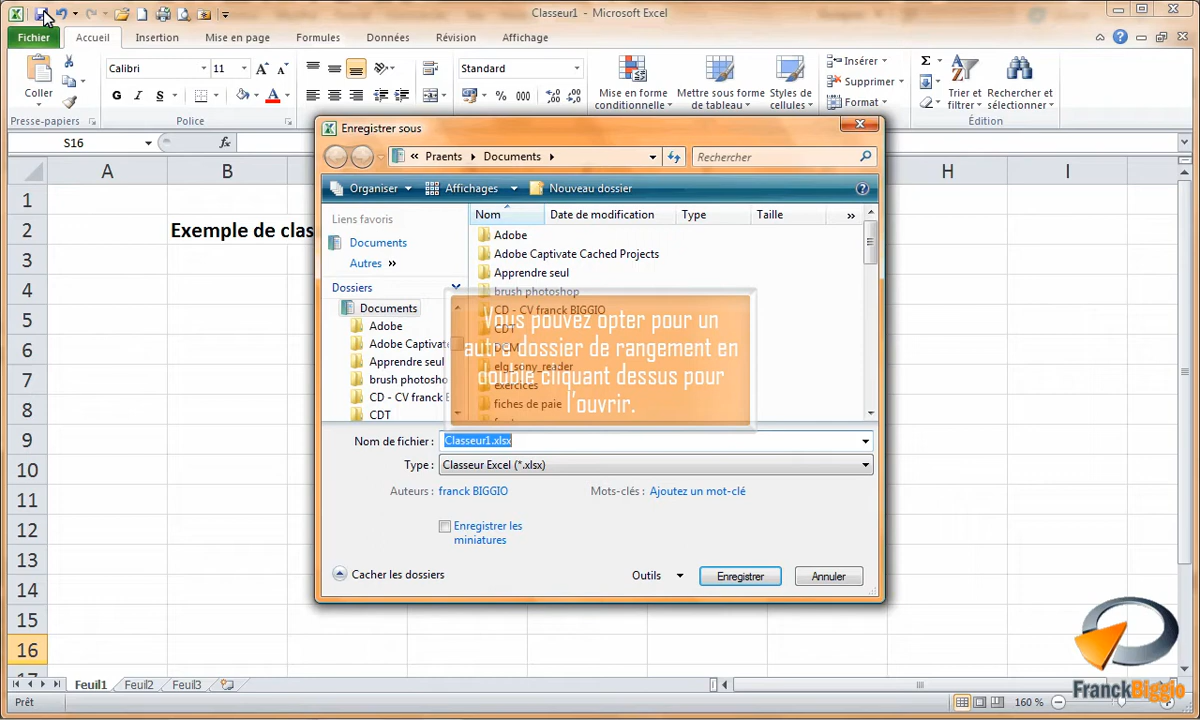 Classeur1 - Microsoft Excel
Fichier Accueil Insertion Mise en page Formules Données Révision Affichage
Coller
Calibri 11
G I S
Standard
% 000
Mise en forme conditionnelle
Mettre sous forme de tableau
Styles de cellules
Insérer
Supprimer
Format
Σ
Trier et filtrer
Rechercher et sélectionner
Presse-papiers Police Édition
S16 fx
A B H I
1
2 Exemple de clas
3
4
5
6
7
8
9
10
11
12
13
14
15
16
Enregistrer sous
« Praents Documents Rechercher
Organiser Affichages Nouveau dossier
Liens favoris
Documents
Autres »
Dossiers
Documents
Adobe
Adobe Captivate
Apprendre seul
brush photosho
CD - CV franck B
CDT
Nom Date de modification Type Taille »
Adobe
Adobe Captivate Cached Projects
Apprendre seul
brush photoshop
CD - CV franck BIGGIO
CDT
elg_sony_reader
exercices
fiches de paie
Vous pouvez opter pour un
autre dossier de rangement en
double cliquant dessus pour
l'ouvrir.
Nom de fichier : Classeur1.xlsx
Type : Classeur Excel (*.xlsx)
Auteurs : franck BIGGIO Mots-clés : Ajoutez un mot-clé
Enregistrer les
miniatures
Cacher les dossiers Outils Enregistrer Annuler
Feuil1 Feuil2 Feuil3
Prêt 160 %
FranckBiggio